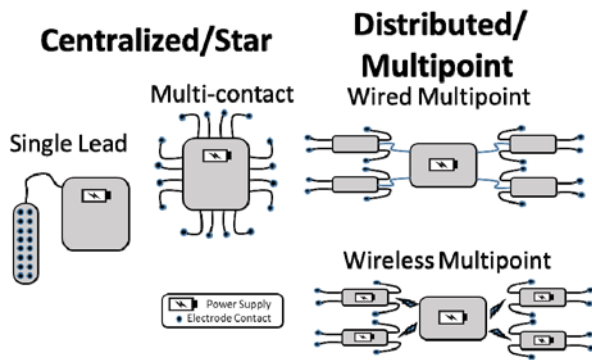 Centralized/Star
Distributed/
Multipoint
Multi-contact
Wired Multipoint
Single Lead
Wireless Multipoint
Power Supply
Electrode Contact